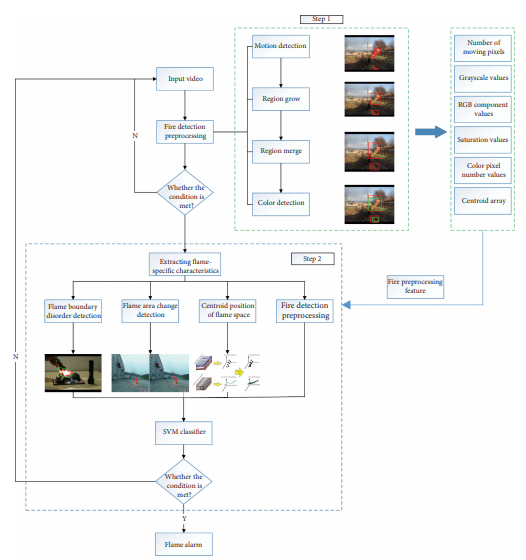 Step 1
Motion detection
Number of
moving pixels
Input video
Grayscale values
Region grow
RGB component
values
Fire detection
preprocessing
N
Saturation values
Region merge
Color pixel
number values
Whether the
condition is
met?
Color detection
Centroid array
Extracting flame-
specific characteristics
Step 2
Fire preprocessing
feature
Flame boundary
disorder detection
Flame area change
detection
Centroid position
of flame space
Fire detection
preprocessing
N
SVM classifier
Whether the
condition is
met?
Y
Flame alarm